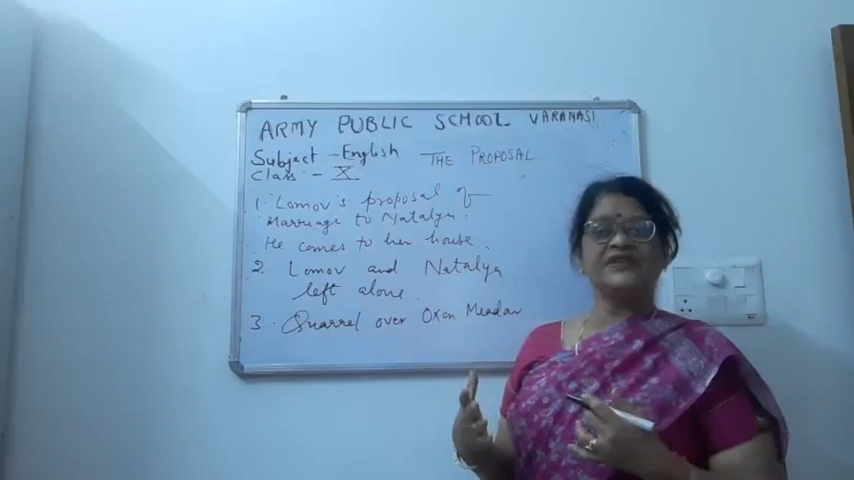 ARMY PUBLIC SCHOOL VARANASI
Subject - English THE PROPOSAL
Class - X
1. Lomov's proposal of
Marriage to Natalya.
He comes to her house.
2. Lomov and Natalya
left alone.
3. Quarrel over Oxen Meadow